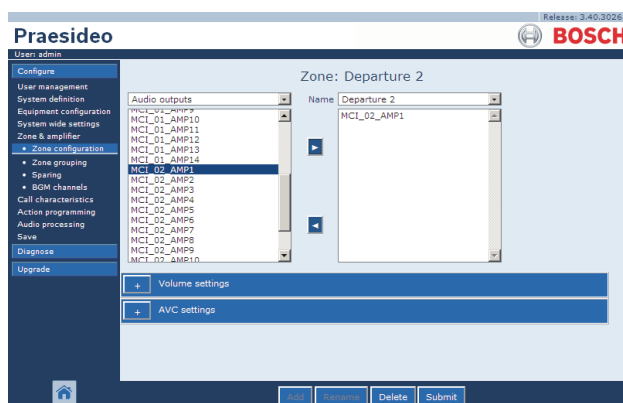 Release: 3.40.3026
Praesideo
BOSCH
User: admin
Configure
User management
System definition
Equipment configuration
System wide settings
Zone & amplifier
• Zone configuration
• Zone grouping
• Sparing
• BGM channels
Call characteristics
Action programming
Audio processing
Save
Diagnose
Upgrade
Zone: Departure 2
Audio outputs
MCI_01_AMP9
MCI_01_AMP10
MCI_01_AMP11
MCI_01_AMP12
MCI_01_AMP13
MCI_01_AMP14
MCI_02_AMP1
MCI_02_AMP2
MCI_02_AMP3
MCI_02_AMP4
MCI_02_AMP5
MCI_02_AMP6
MCI_02_AMP7
MCI_02_AMP8
MCI_02_AMP9
MCI_02_AMP10
Name Departure 2
MCI_02_AMP1
+ Volume settings
+ AVC settings
Add Rename Delete Submit